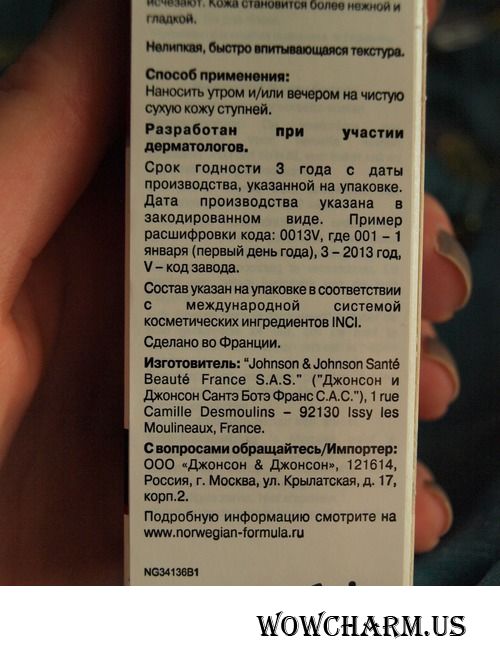 исчезают. Кожа становится более нежной и
гладкой.
Нелипкая, быстро впитывающаяся текстура.
Способ применения:
Наносить утром и/или вечером на чистую
сухую кожу ступней.
Разработан при участии
дерматологов.
Срок годности 3 года с даты
производства, указанной на упаковке.
Дата производства указана в
закодированном виде. Пример
расшифровки кода: 0013V, где 001 – 1
января (первый день года), 3 – 2013 год,
V – код завода.
Состав указан на упаковке в соответствии
с международной системой
косметических ингредиентов INCI.
Сделано во Франции.
Изготовитель: “Johnson & Johnson Santé
Beauté France S.A.S.” ("Джонсон и
Джонсон Сантэ Ботэ Франс С.А.С."), 1 rue
Camille Desmoulins – 92130 Issy les
Moulineaux, France.
С вопросами обращайтесь/Импортер:
ООО «Джонсон & Джонсон», 121614,
Россия, г. Москва, ул. Крылатская, д. 17,
корп.2.
Подробную информацию смотрите на
www.norwegian-formula.ru
NG34136B1
WOWCHARM.US